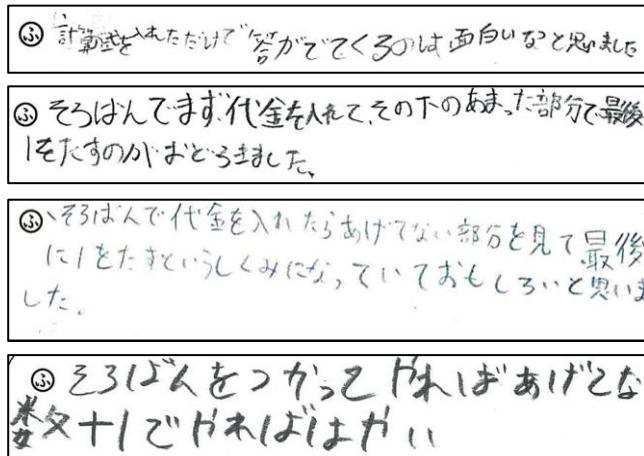 ふ 計算式を入れただけで答がでてくるのは面白いなと思いました
ふ そろばんでまず代金を入れて、その下のあまった部分で最後
1をたすのがおどろきました。
ふ、そろばんで代金を入れたらあげてない部分を見て最後
に1をたすというしくみになっていておもしろいと思いま
した。
ふ そろばんをつかってやればあげてな
数+1でやればはやい